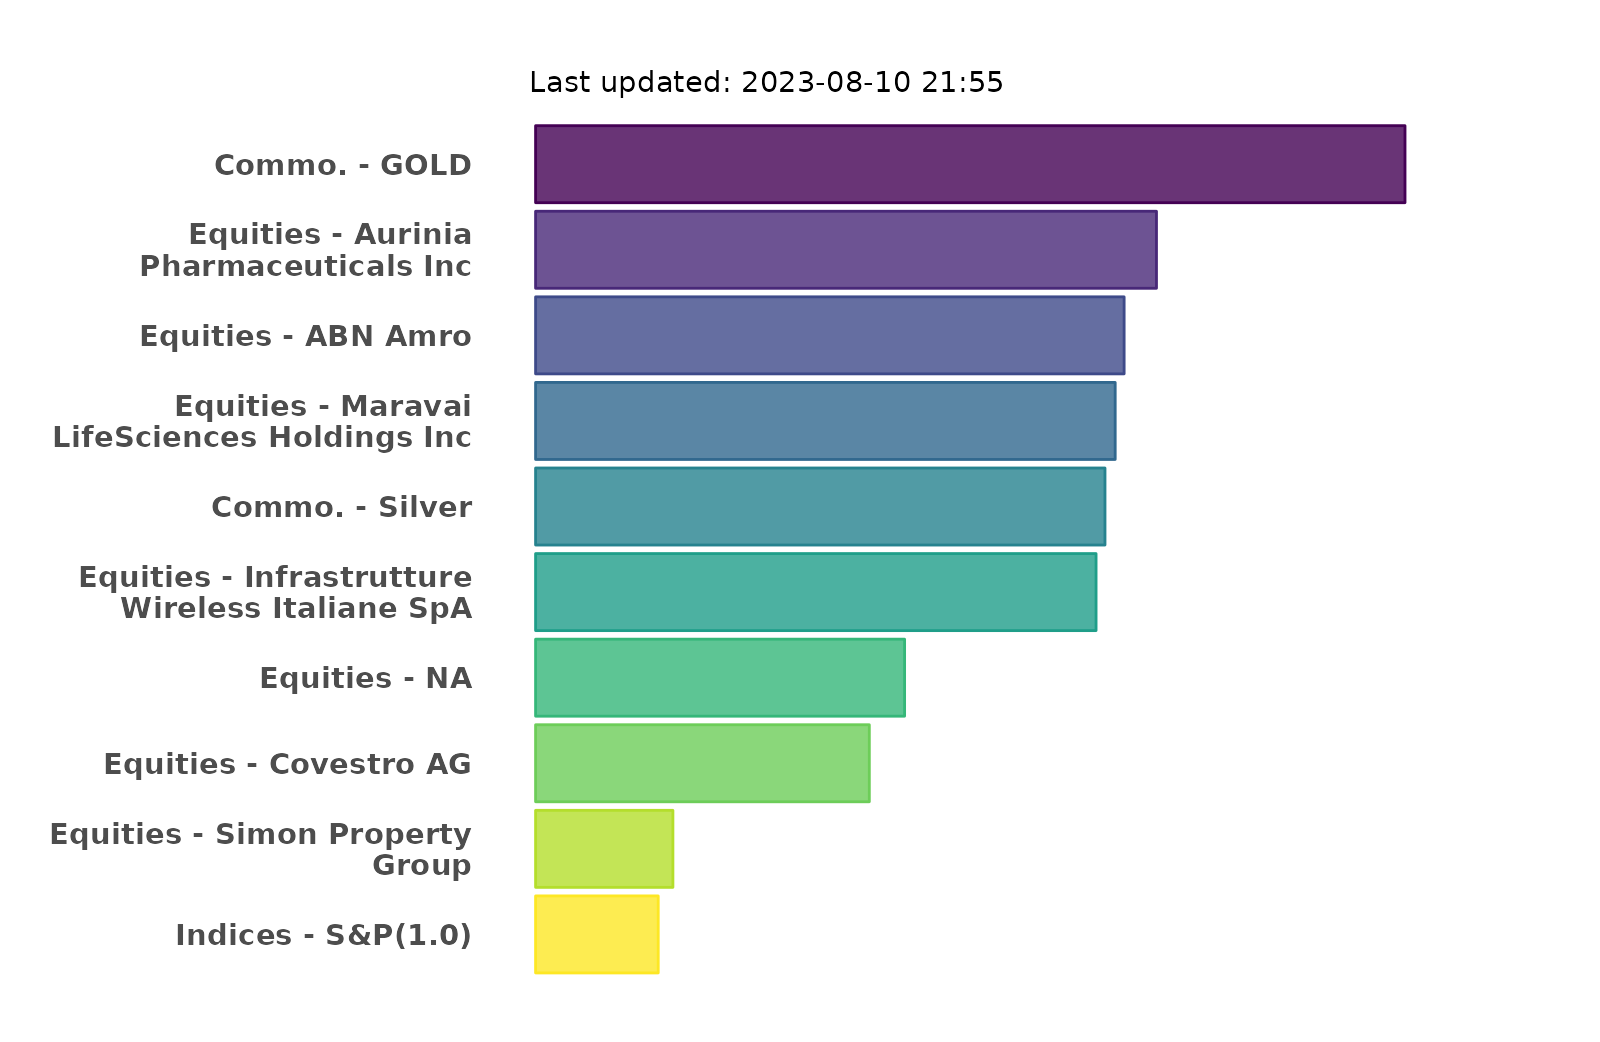 Last updated: 2023-08-10 21:55
Commo. - GOLD
Equities - Aurinia
Pharmaceuticals Inc
Equities - ABN Amro
Equities - Maravai
LifeSciences Holdings Inc
Commo. - Silver
Equities - Infrastrutture
Wireless Italiane SpA
Equities - NA
Equities - Covestro AG
Equities - Simon Property
Group
Indices - S&P(1.0)